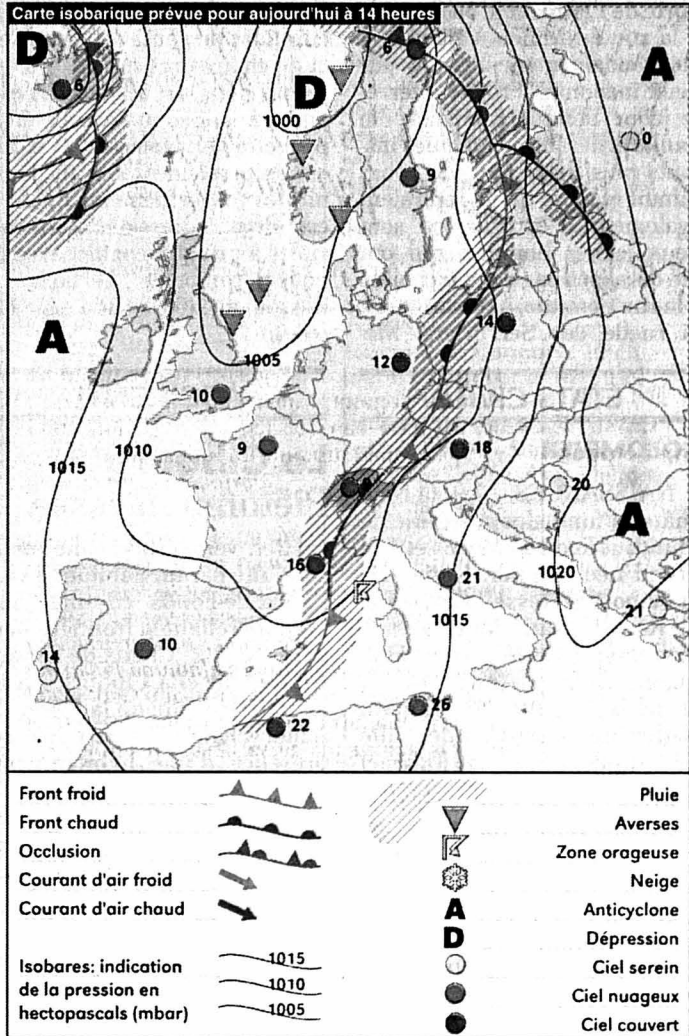 Carte isobarique prévue pour aujourd'hui à 14 heures
D
6
D
6
A
1000
0
9
A
1005
14
12
10
1015
1010
9
18
8
20
A
16
21
1020
1015
21
10
14
22
26
Front froid
Front chaud
Occlusion
Courant d'air froid
Courant d'air chaud
Isobares: indication
de la pression en
hectopascals (mbar)
1015
1010
1005
Pluie
Averses
Zone orageuse
Neige
A Anticyclone
D Dépression
Ciel serein
Ciel nuageux
Ciel couvert